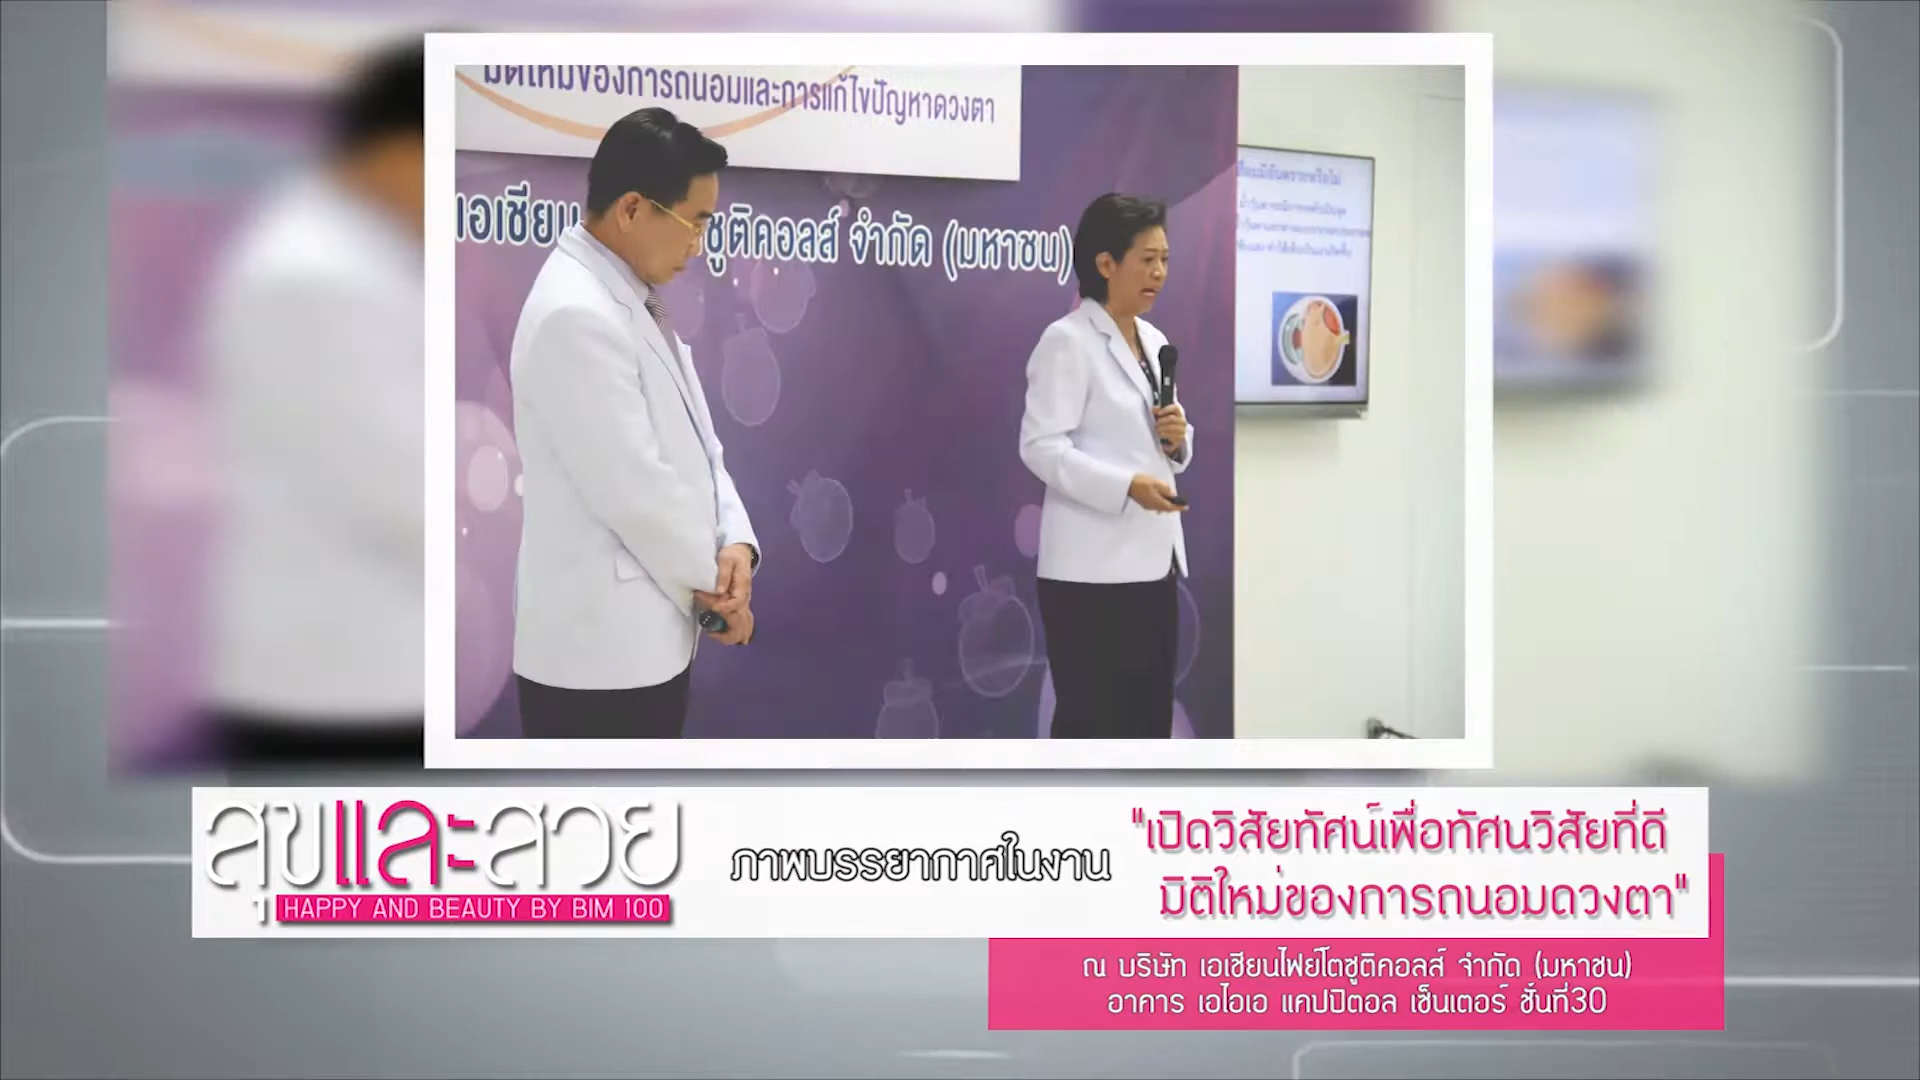 มิติใหม่ของการถนอมและการแก้ไขปัญหาดวงตา
เอเชียน
ซูติคอลส์ จำกัด (มหาชน)
สุขและสวย
HAPPY AND BEAUTY BY BIM 100
ภาพบรรยากาศในงาน
"เปิดวิสัยทัศน์เพื่อทัศนวิสัยที่ดี
มิติใหม่ของการถนอมดวงตา"
ณ บริษัท เอเชียนไฟย์โตซูติคอลส์ จำกัด (มหาชน)
อาคาร เอไอเอ แคปปิตอล เซ็นเตอร์ ชั้นที่30